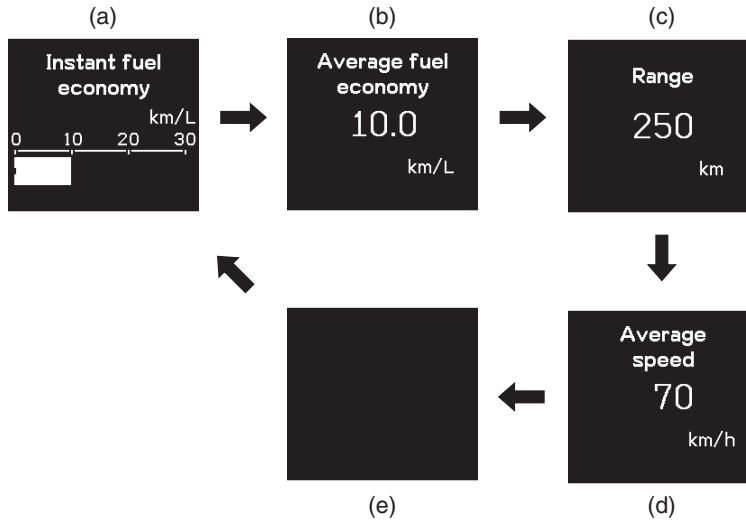 (a)
Instant fuel
economy
km/L
0 10 20 30
(b)
Average fuel
economy
10.0
km/L
(c)
Range
250
km
Average
speed
70
km/h
(d)
(e)